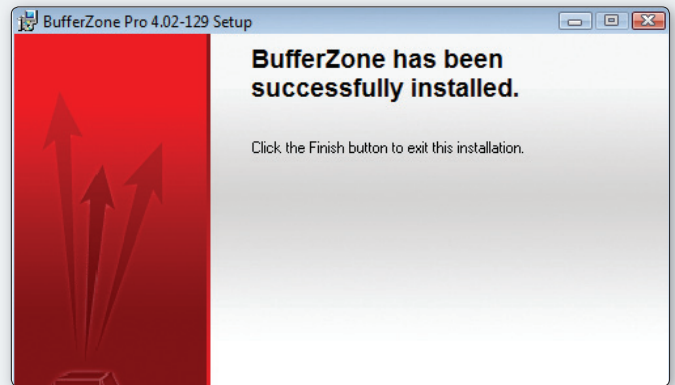 BufferZone Pro 4.02-129 Setup
BufferZone has been
successfully installed.
Click the Finish button to exit this installation.